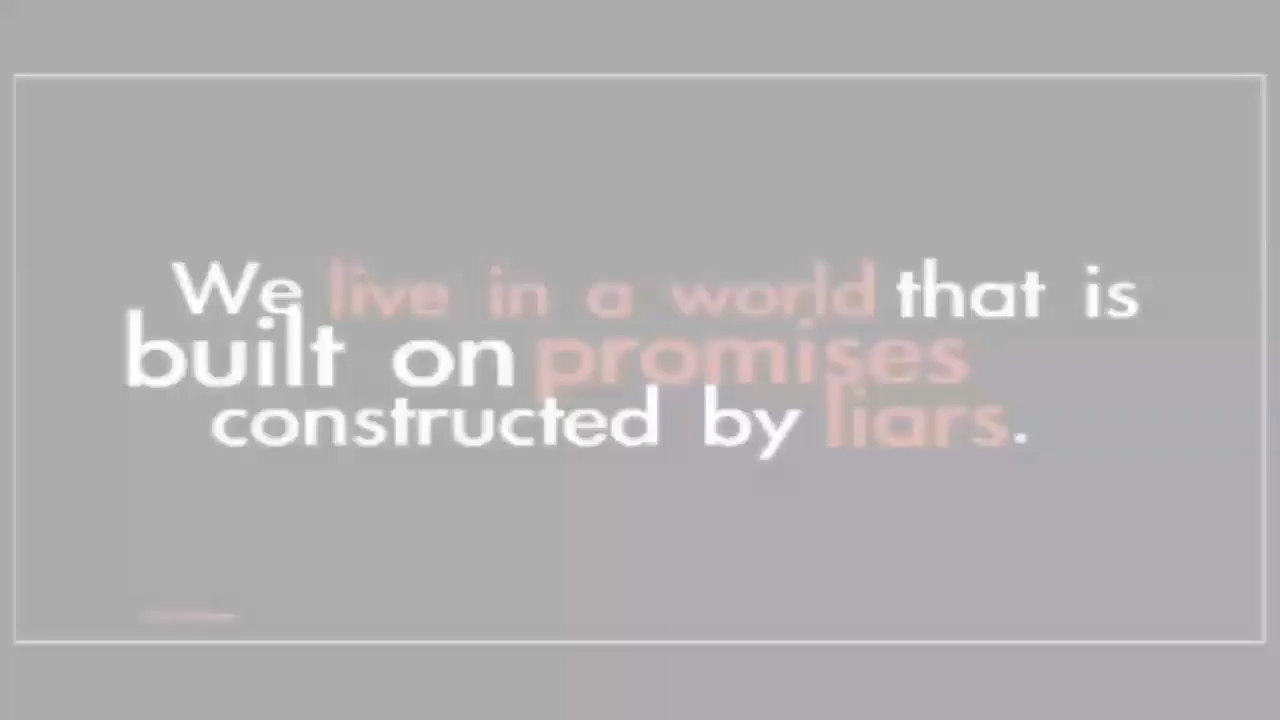 We live in a world that is
built on promises
constructed by liars.